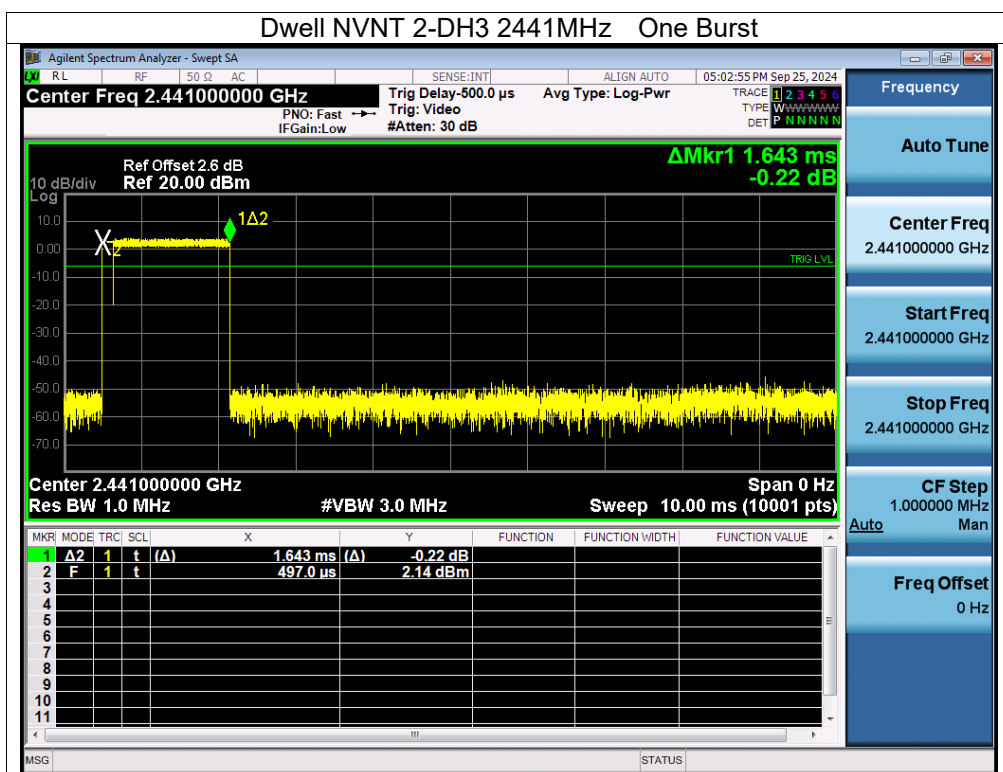 Dwell NVNT 2-DH3 2441MHz One Burst
Agilent Spectrum Analyzer - Swept SA
LXI RL RF 50 Ω AC SENSE:INT ALIGN AUTO 05:02:55 PM Sep 25, 2024
Center Freq 2.441000000 GHz
PNO: Fast
IFGain:Low
Trig Delay-500.0 µs
Trig: Video
#Atten: 30 dB
Avg Type: Log-Pwr
TRACE 1 2 3 4 5 6
TYPE WWWWWW
DET P N N N N N
ΔMkr1 1.643 ms
-0.22 dB
Ref Offset 2.6 dB
10 dB/div Ref 20.00 dBm
Log
10.0
0.00
-10.0
-20.0
-30.0
-40.0
-50.0
-60.0
-70.0
1Δ2
2
TRIG LVL
Center 2.441000000 GHz Span 0 Hz
Res BW 1.0 MHz #VBW 3.0 MHz Sweep 10.00 ms (10001 pts)
MKR MODE TRC SCL X Y FUNCTION FUNCTION WIDTH FUNCTION VALUE
1 Δ2 1 t (Δ) 1.643 ms (Δ) -0.22 dB
2 F 1 t 497.0 µs 2.14 dBm
3
4
5
6
7
8
9
10
11
MSG STATUS
Frequency
Auto Tune
Center Freq
2.441000000 GHz
Start Freq
2.441000000 GHz
Stop Freq
2.441000000 GHz
CF Step
1.000000 MHz
Auto Man
Freq Offset
0 Hz